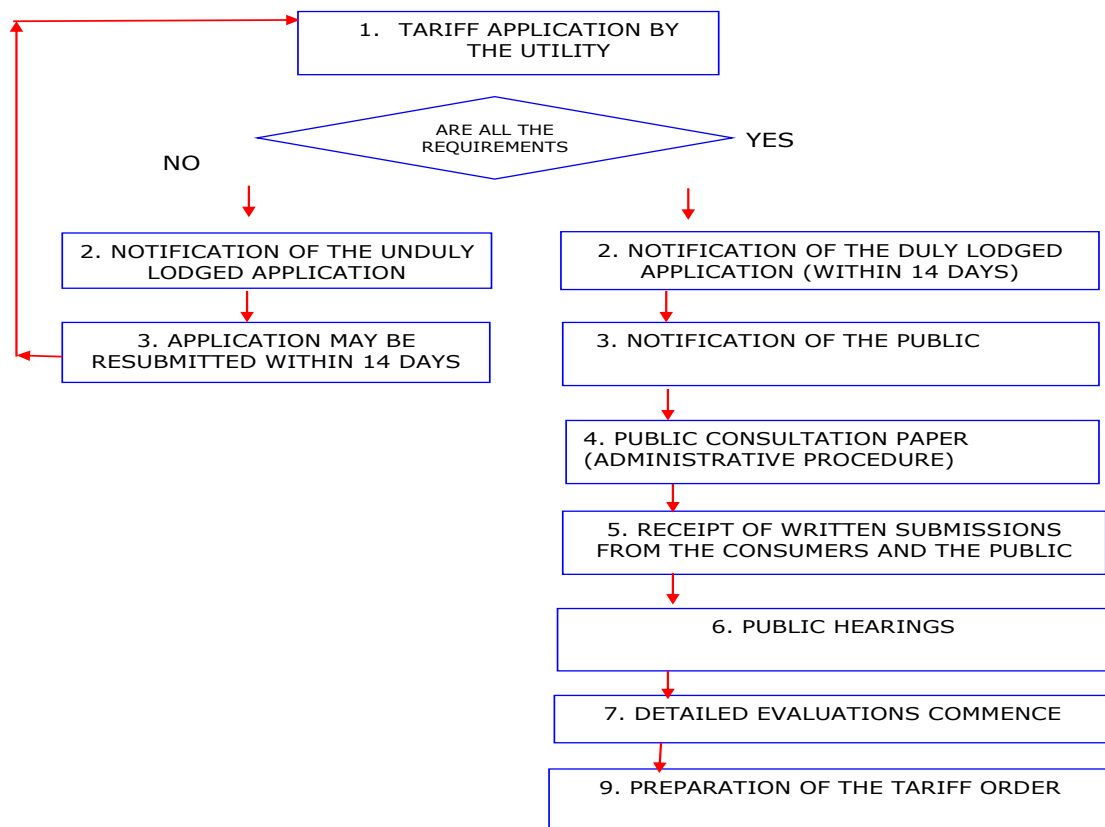 1. TARIFF APPLICATION BY
THE UTILITY
ARE ALL THE
REQUIREMENTS
YES
NO
2. NOTIFICATION OF THE UNDULY
LODGED APPLICATION
3. APPLICATION MAY BE
RESUBMITTED WITHIN 14 DAYS
2. NOTIFICATION OF THE DULY LODGED
APPLICATION (WITHIN 14 DAYS)
3. NOTIFICATION OF THE PUBLIC
4. PUBLIC CONSULTATION PAPER
(ADMINISTRATIVE PROCEDURE)
5. RECEIPT OF WRITTEN SUBMISSIONS
FROM THE CONSUMERS AND THE PUBLIC
6. PUBLIC HEARINGS
7. DETAILED EVALUATIONS COMMENCE
9. PREPARATION OF THE TARIFF ORDER